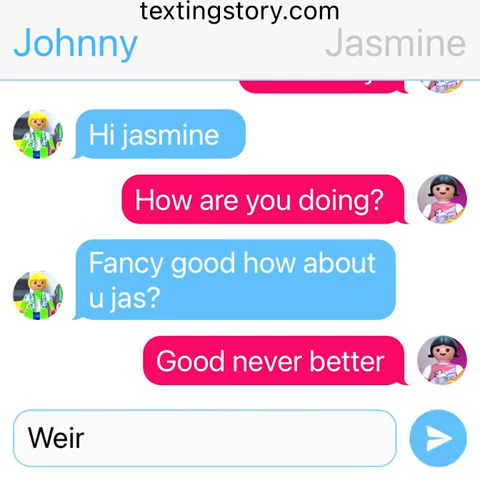 textingstory.com
Johnny Jasmine
Hi jasmine
How are you doing?
Fancy good how about
u jas?
Good never better
Weir